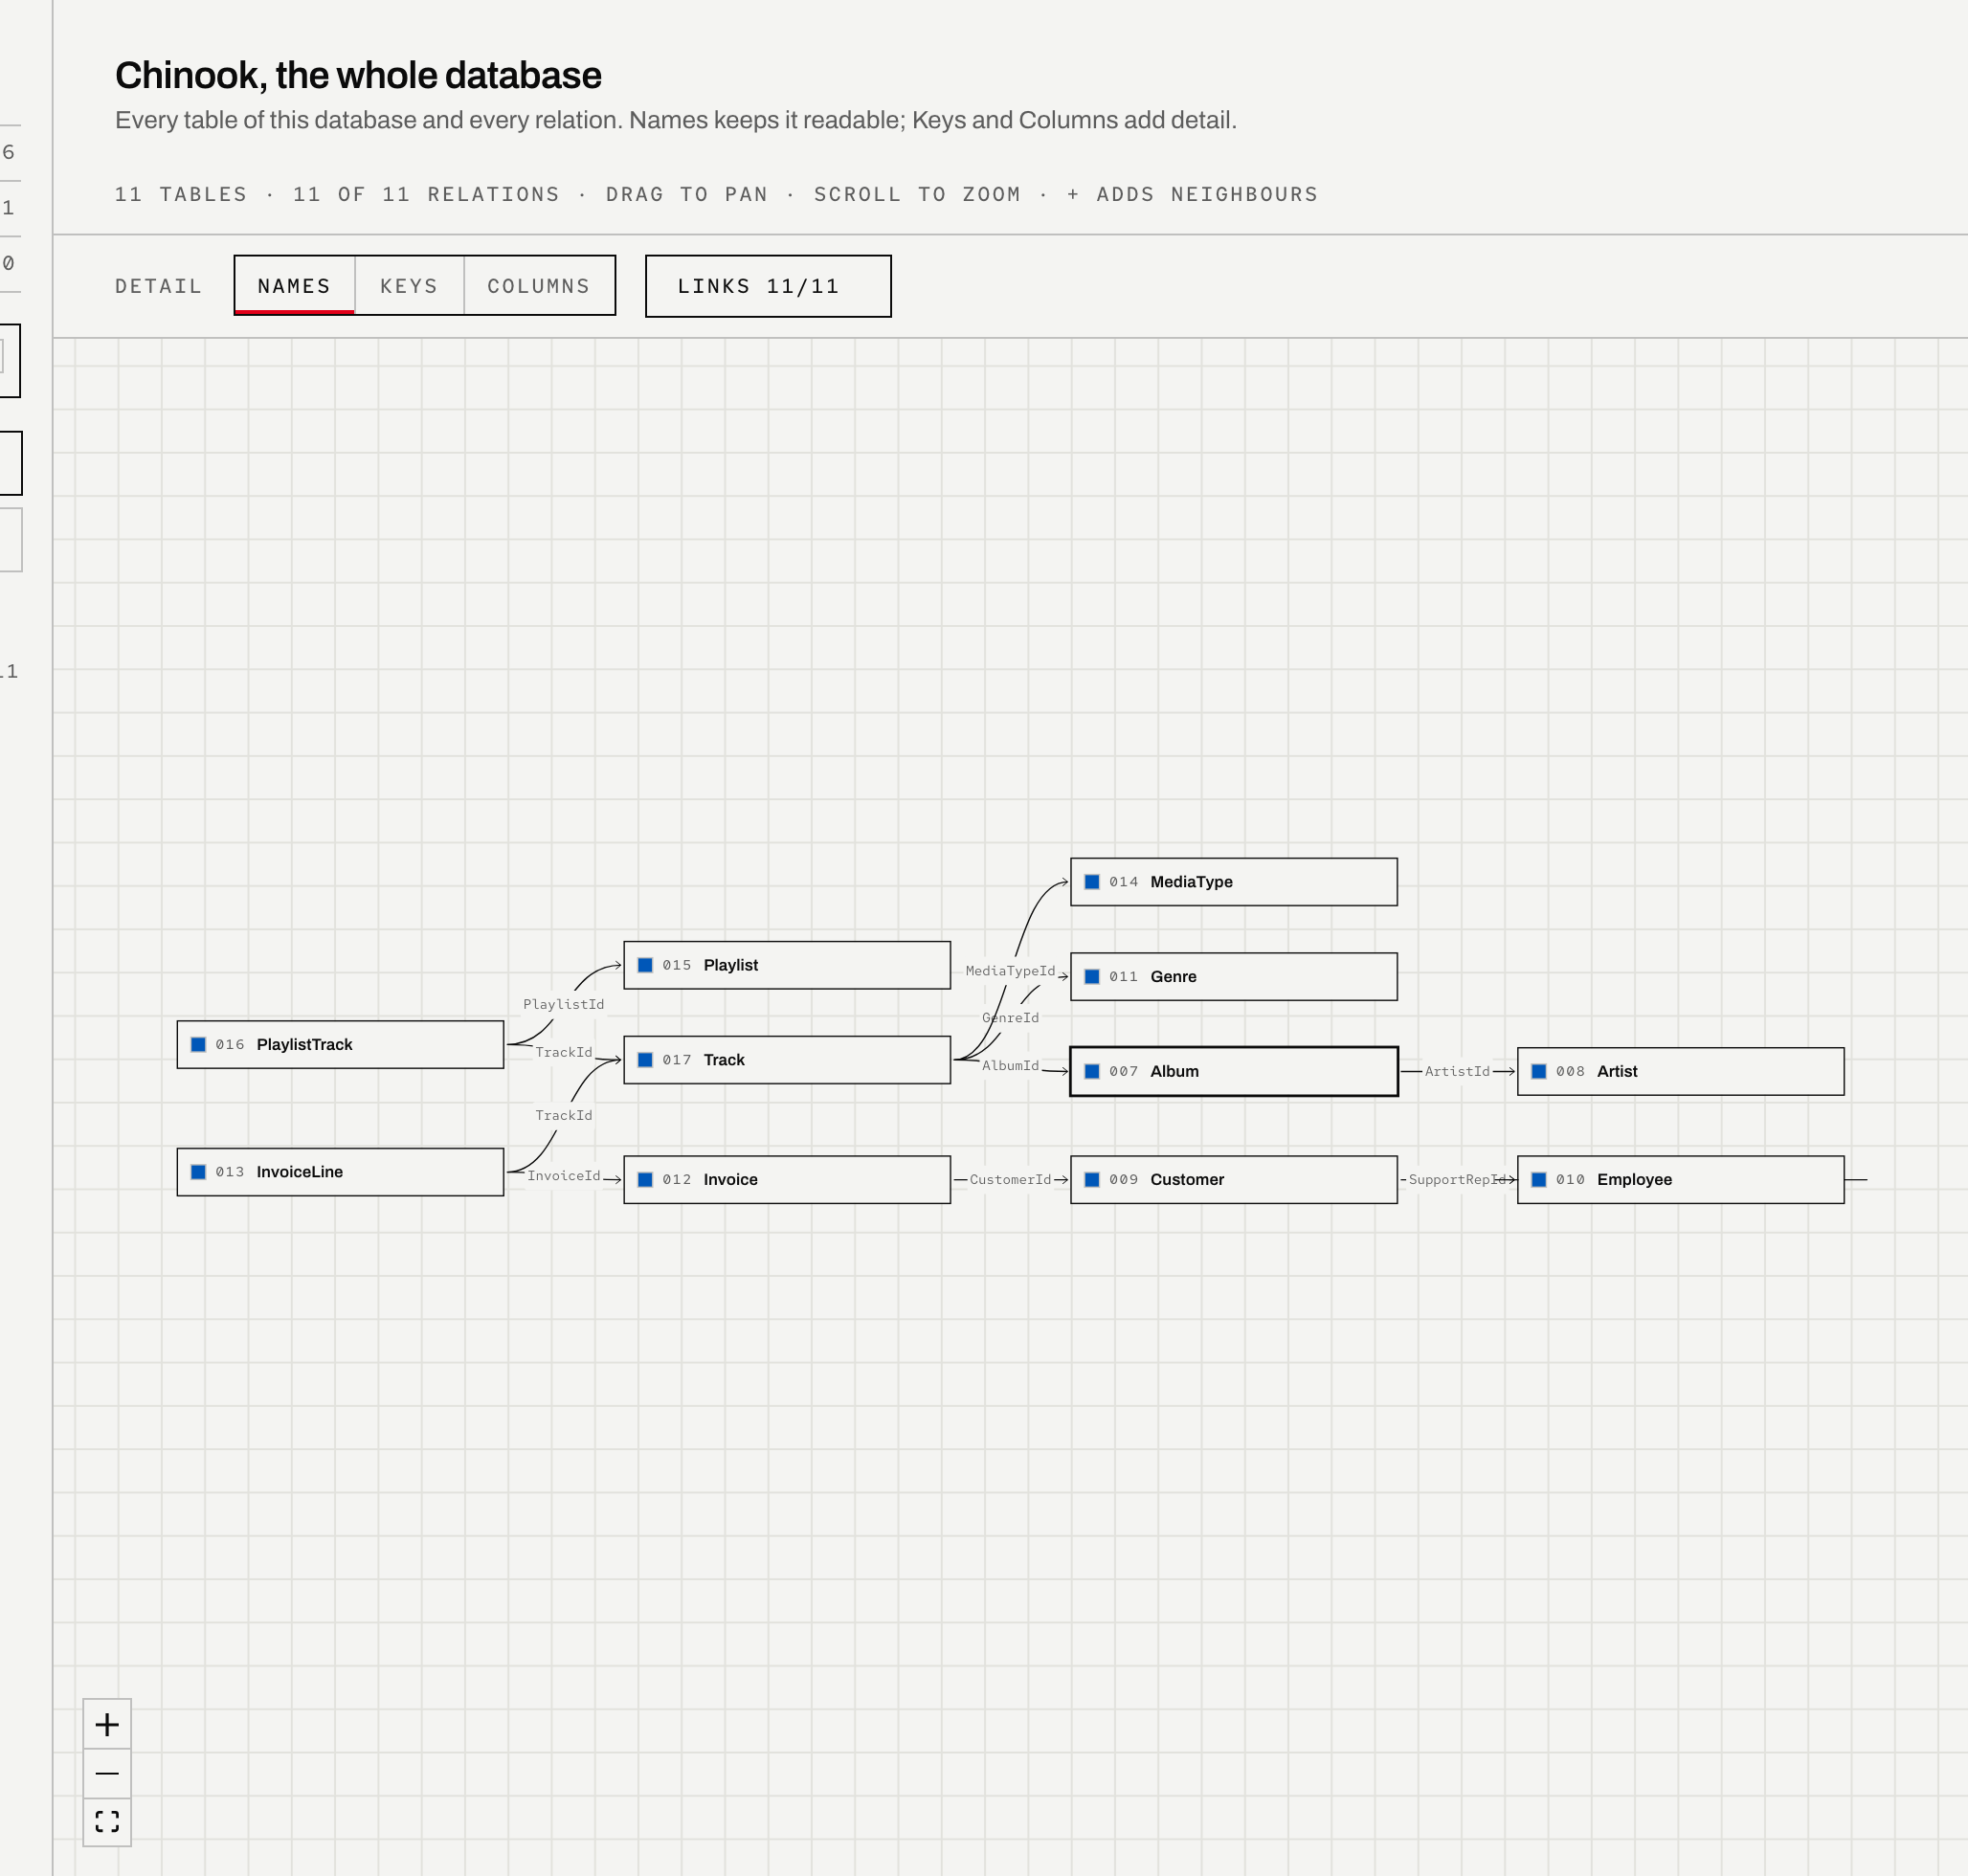 Chinook, the whole database
Every table of this database and every relation. Names keeps it readable; Keys and Columns add detail.
11 TABLES · 11 OF 11 RELATIONS · DRAG TO PAN · SCROLL TO ZOOM · + ADDS NEIGHBOURS
6
1
0
11
DETAIL NAMES KEYS COLUMNS LINKS 11/11
014 MediaType
015 Playlist
MediaTypeId
011 Genre
PlaylistId
GenreId
016 PlaylistTrack
TrackId
017 Track
AlbumId
007 Album
ArtistId
008 Artist
TrackId
013 InvoiceLine
InvoiceId
012 Invoice
CustomerId
009 Customer
SupportRepId
010 Employee